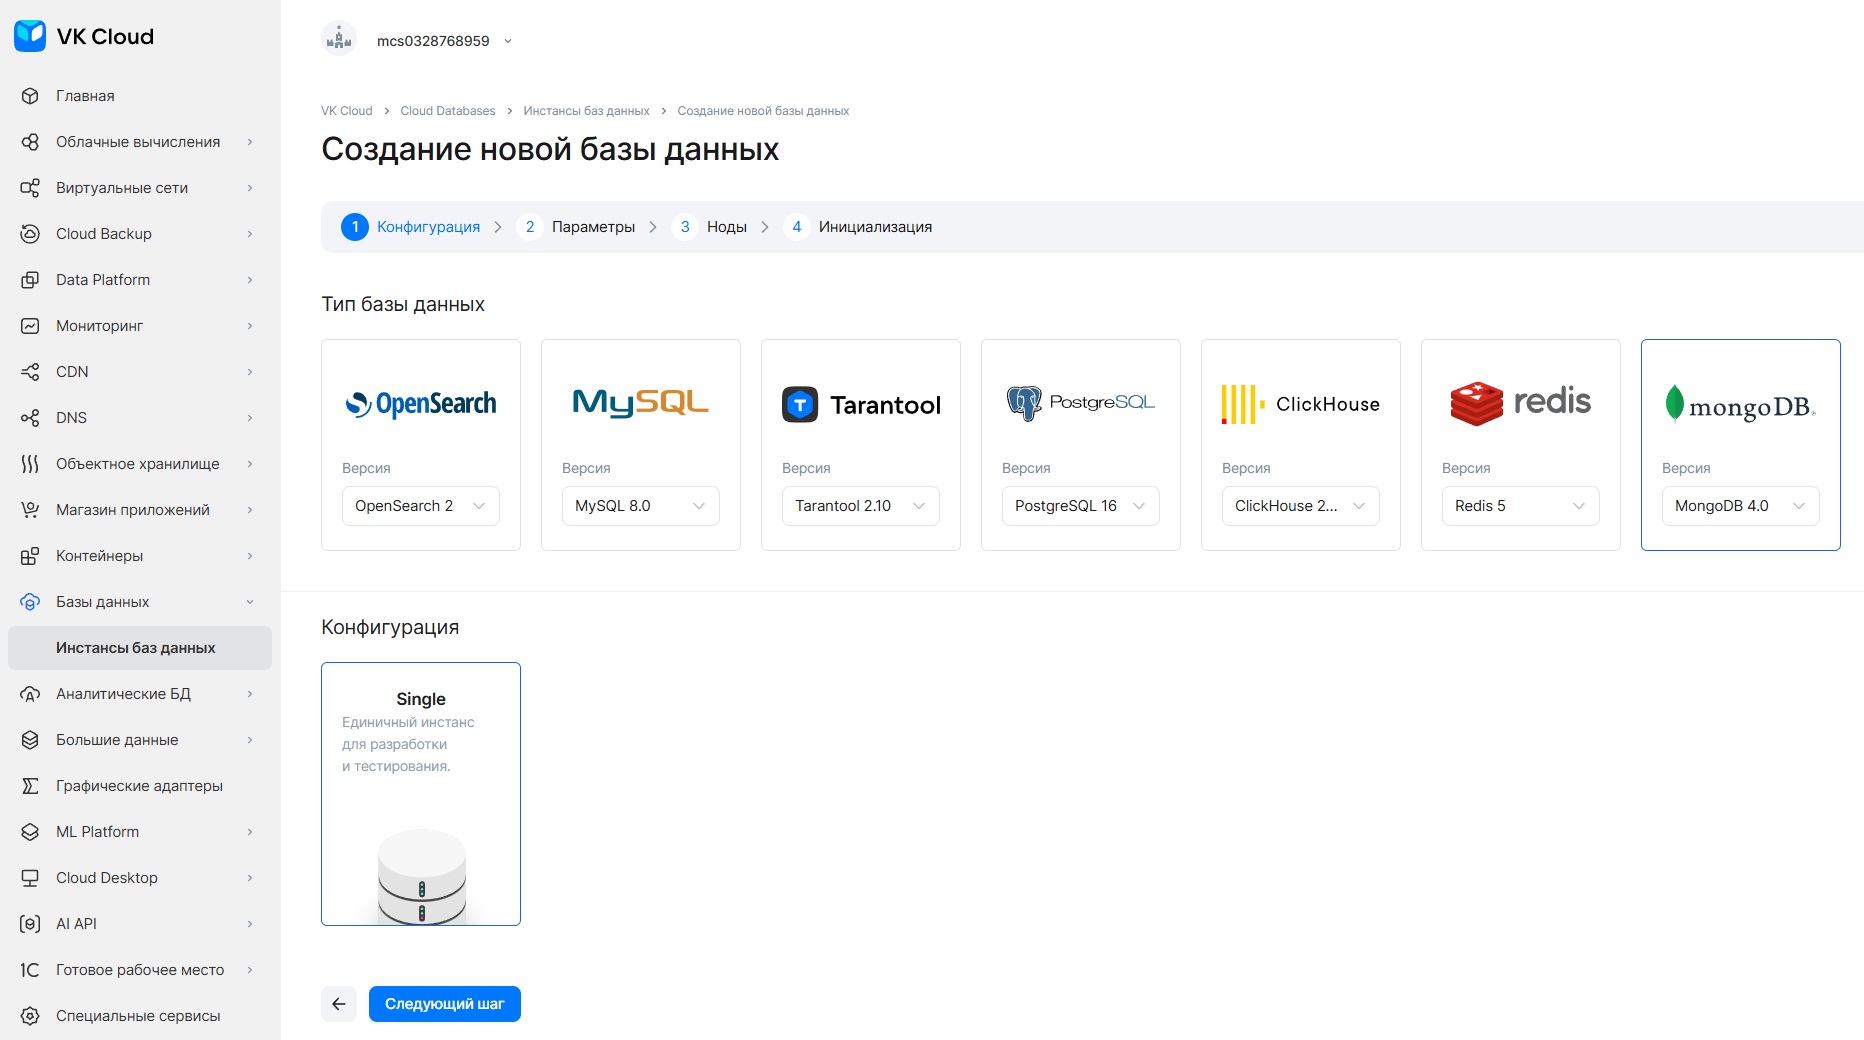 VK Cloud
Главная
Облачные вычисления
Виртуальные сети
Cloud Backup
Data Platform
Мониторинг
CDN
DNS
Объектное хранилище
Магазин приложений
Контейнеры
Базы данных
Инстансы баз данных
Аналитические БД
Большие данные
Графические адаптеры
ML Platform
Cloud Desktop
AI API
1C Готовое рабочее место
Специальные сервисы
mcs0328768959
VK Cloud > Cloud Databases > Инстансы баз данных > Создание новой базы данных
Создание новой базы данных
1 Конфигурация > 2 Параметры > 3 Ноды > 4 Инициализация
Тип базы данных
OpenSearch
Версия
OpenSearch 2
MySQL
Версия
MySQL 8.0
T Tarantool
Версия
Tarantool 2.10
PostgreSQL
Версия
PostgreSQL 16
ClickHouse
Версия
ClickHouse 2...
redis
Версия
Redis 5
mongoDB.
Версия
MongoDB 4.0
Конфигурация
Single
Единичный инстанс
для разработки
и тестирования.
Следующий шаг